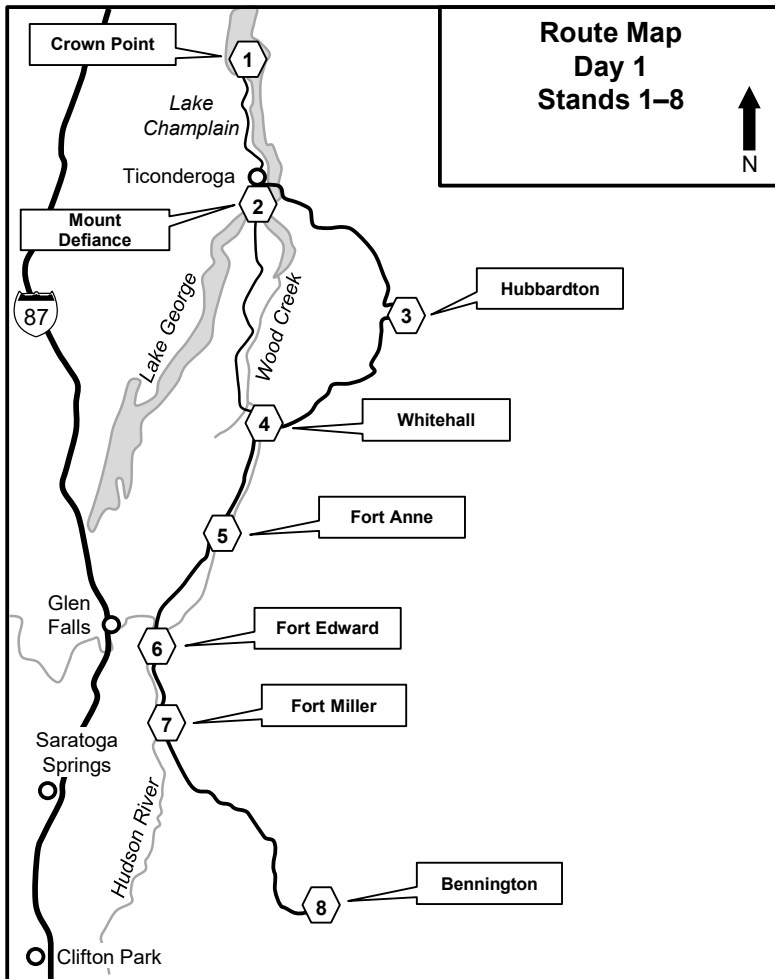 Route Map
Day 1
Stands 1–8
N
Crown Point
1
Lake
Champlain
Ticonderoga
2
Mount
Defiance
Hubbardton
3
87
Lake George
Wood Creek
4
Whitehall
5
Fort Anne
Glen
Falls
6
Fort Edward
7
Fort Miller
Saratoga
Springs
Hudson River
8
Bennington
Clifton Park